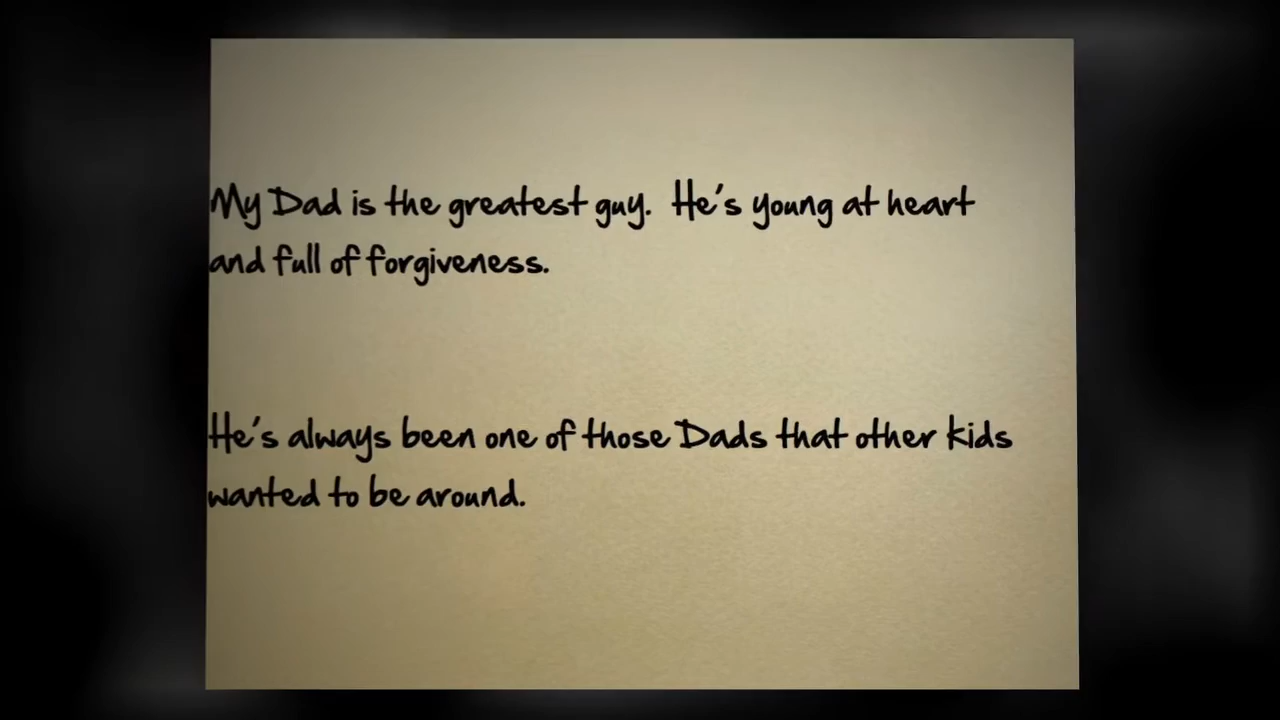 My Dad is the greatest guy.  He's young at heart
and full of forgiveness.
He's always been one of those Dads that other kids
wanted to be around.